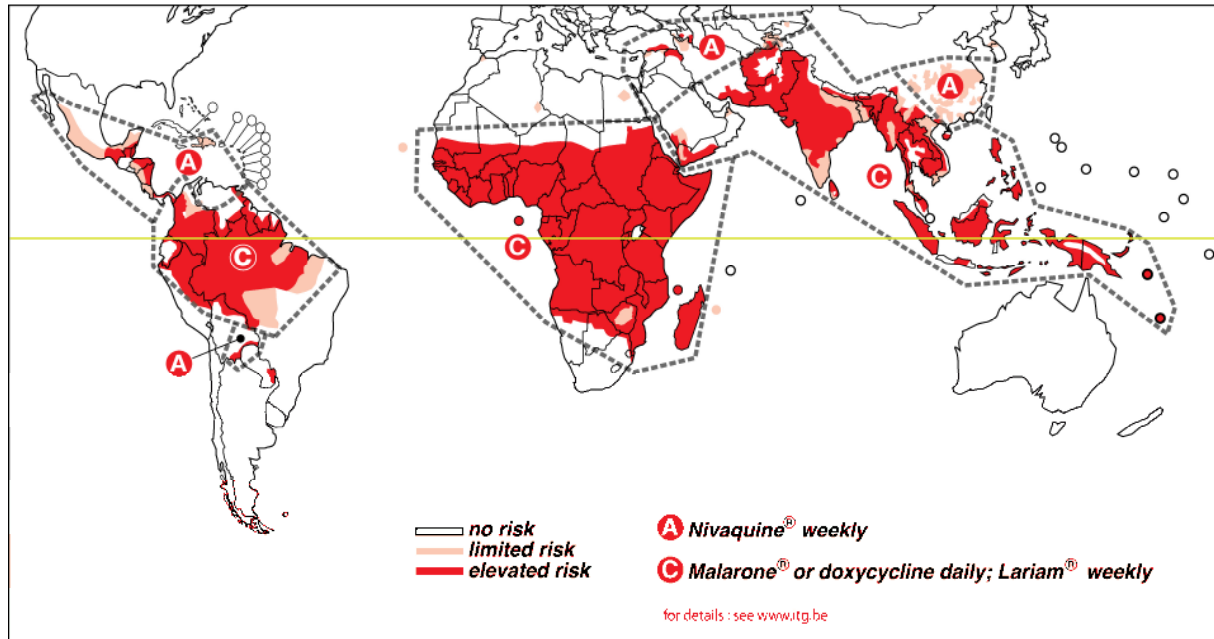 A
A
A
C
C
C
A
no risk
limited risk
elevated risk
A Nivaquine® weekly
C Malarone® or doxycycline daily; Lariam® weekly
for details : see www.itg.be